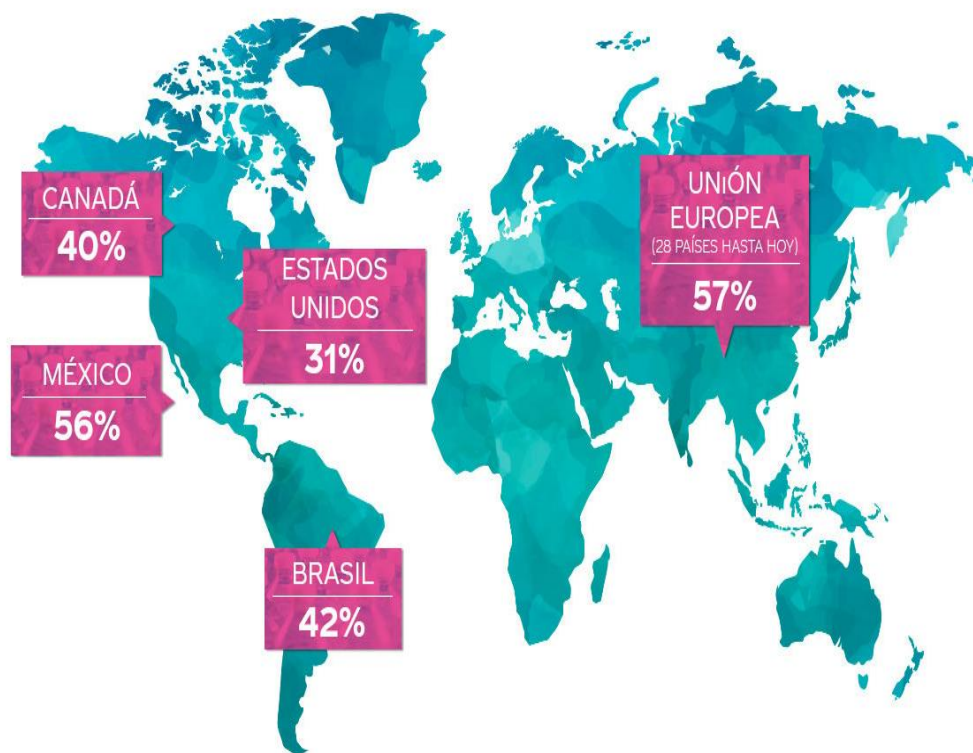 CANADÁ
40%
ESTADOS
UNIDOS
31%
MÉXICO
56%
BRASIL
42%
UNiÓN
EUROPEA
(28 PAÍSES HASTA HOY)
57%